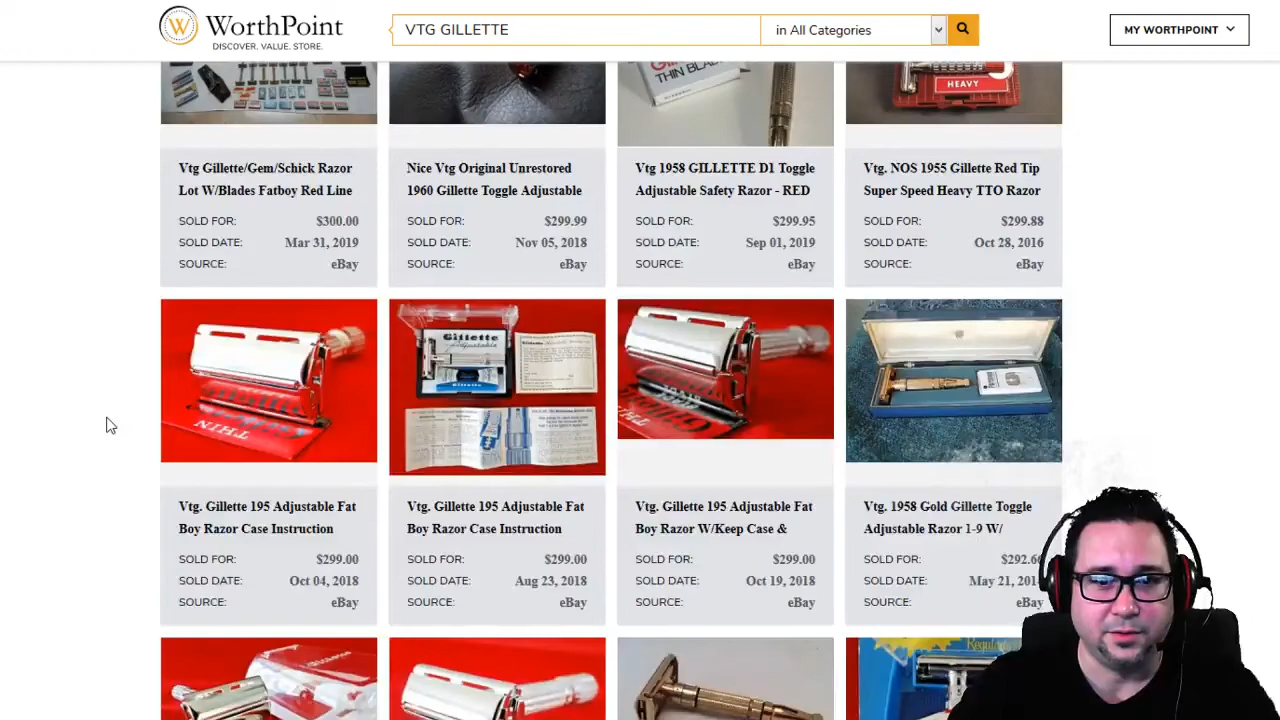 WorthPoint
DISCOVER. VALUE. STORE.
VTG GILLETTE
in All Categories
MY WORTHPOINT
THIN BLADE
HEAVY
Vtg Gillette/Gem/Schick Razor
Lot W/Blades Fatboy Red Line
SOLD FOR: $300.00
SOLD DATE: Mar 31, 2019
SOURCE: eBay
Nice Vtg Original Unrestored
1960 Gillette Toggle Adjustable
SOLD FOR: $299.99
SOLD DATE: Nov 05, 2018
SOURCE: eBay
Vtg 1958 GILLETTE D1 Toggle
Adjustable Safety Razor - RED
SOLD FOR: $299.95
SOLD DATE: Sep 01, 2019
SOURCE: eBay
Vtg. NOS 1955 Gillette Red Tip
Super Speed Heavy TTO Razor
SOLD FOR: $299.88
SOLD DATE: Oct 28, 2016
SOURCE: eBay
THIN
Gillette
Gillette
Vtg. Gillette 195 Adjustable Fat
Boy Razor Case Instruction
SOLD FOR: $299.00
SOLD DATE: Oct 04, 2018
SOURCE: eBay
Vtg. Gillette 195 Adjustable Fat
Boy Razor Case Instruction
SOLD FOR: $299.00
SOLD DATE: Aug 23, 2018
SOURCE: eBay
Vtg. Gillette 195 Adjustable Fat
Boy Razor W/Keep Case &
SOLD FOR: $299.00
SOLD DATE: Oct 19, 2018
SOURCE: eBay
Vtg. 1958 Gold Gillette Toggle
Adjustable Razor 1-9 W/
SOLD FOR: $292.6
SOLD DATE: May 21, 201
SOURCE: eBay